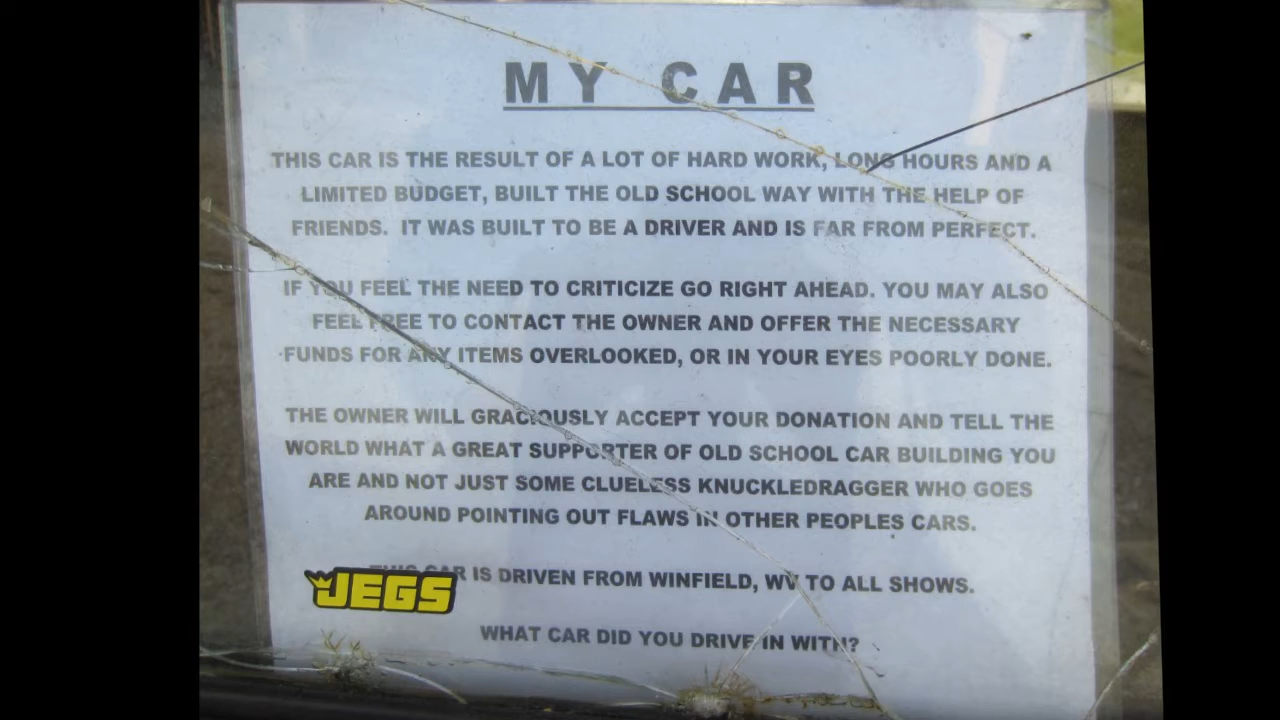 MY CAR
THIS CAR IS THE RESULT OF A LOT OF HARD WORK, LONG HOURS AND A
LIMITED BUDGET, BUILT THE OLD SCHOOL WAY WITH THE HELP OF
FRIENDS. IT WAS BUILT TO BE A DRIVER AND IS FAR FROM PERFECT.
IF YOU FEEL THE NEED TO CRITICIZE GO RIGHT AHEAD. YOU MAY ALSO
FEEL FREE TO CONTACT THE OWNER AND OFFER THE NECESSARY
FUNDS FOR ANY ITEMS OVERLOOKED, OR IN YOUR EYES POORLY DONE.
THE OWNER WILL GRACIOUSLY ACCEPT YOUR DONATION AND TELL THE
WORLD WHAT A GREAT SUPPORTER OF OLD SCHOOL CAR BUILDING YOU
ARE AND NOT JUST SOME CLUELESS KNUCKLEDRAGGER WHO GOES
AROUND POINTING OUT FLAWS IN OTHER PEOPLES CARS.
THIS CAR IS DRIVEN FROM WINFIELD, WV TO ALL SHOWS.
JEGS
WHAT CAR DID YOU DRIVE IN WITH?